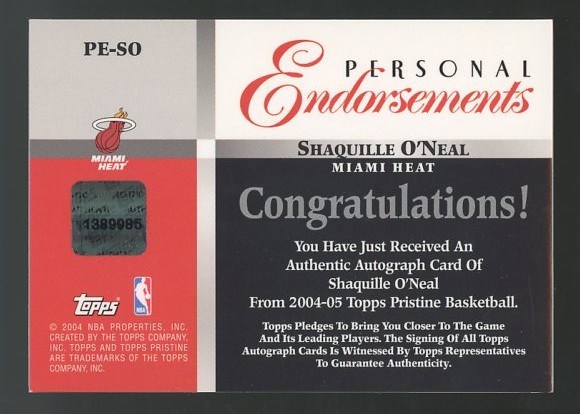 PE-SO
PERSONAL
Endorsements
MIAMI
HEAT
SHAQUILLE O'NEAL
MIAMI HEAT
Congratulations!
1389985
You Have Just Received An
Authentic Autograph Card Of
Shaquille O'Neal
From 2004-05 Topps Pristine Basketball.
topps
NBA
© 2004 NBA PROPERTIES, INC.
CREATED BY THE TOPPS COMPANY,
INC. TOPPS AND TOPPS PRISTINE
ARE TRADEMARKS OF THE TOPPS
COMPANY, INC.
Topps Pledges To Bring You Closer To The Game
And Its Leading Players. The Signing Of All Topps
Autograph Cards Is Witnessed By Topps Representatives
To Guarantee Authenticity.